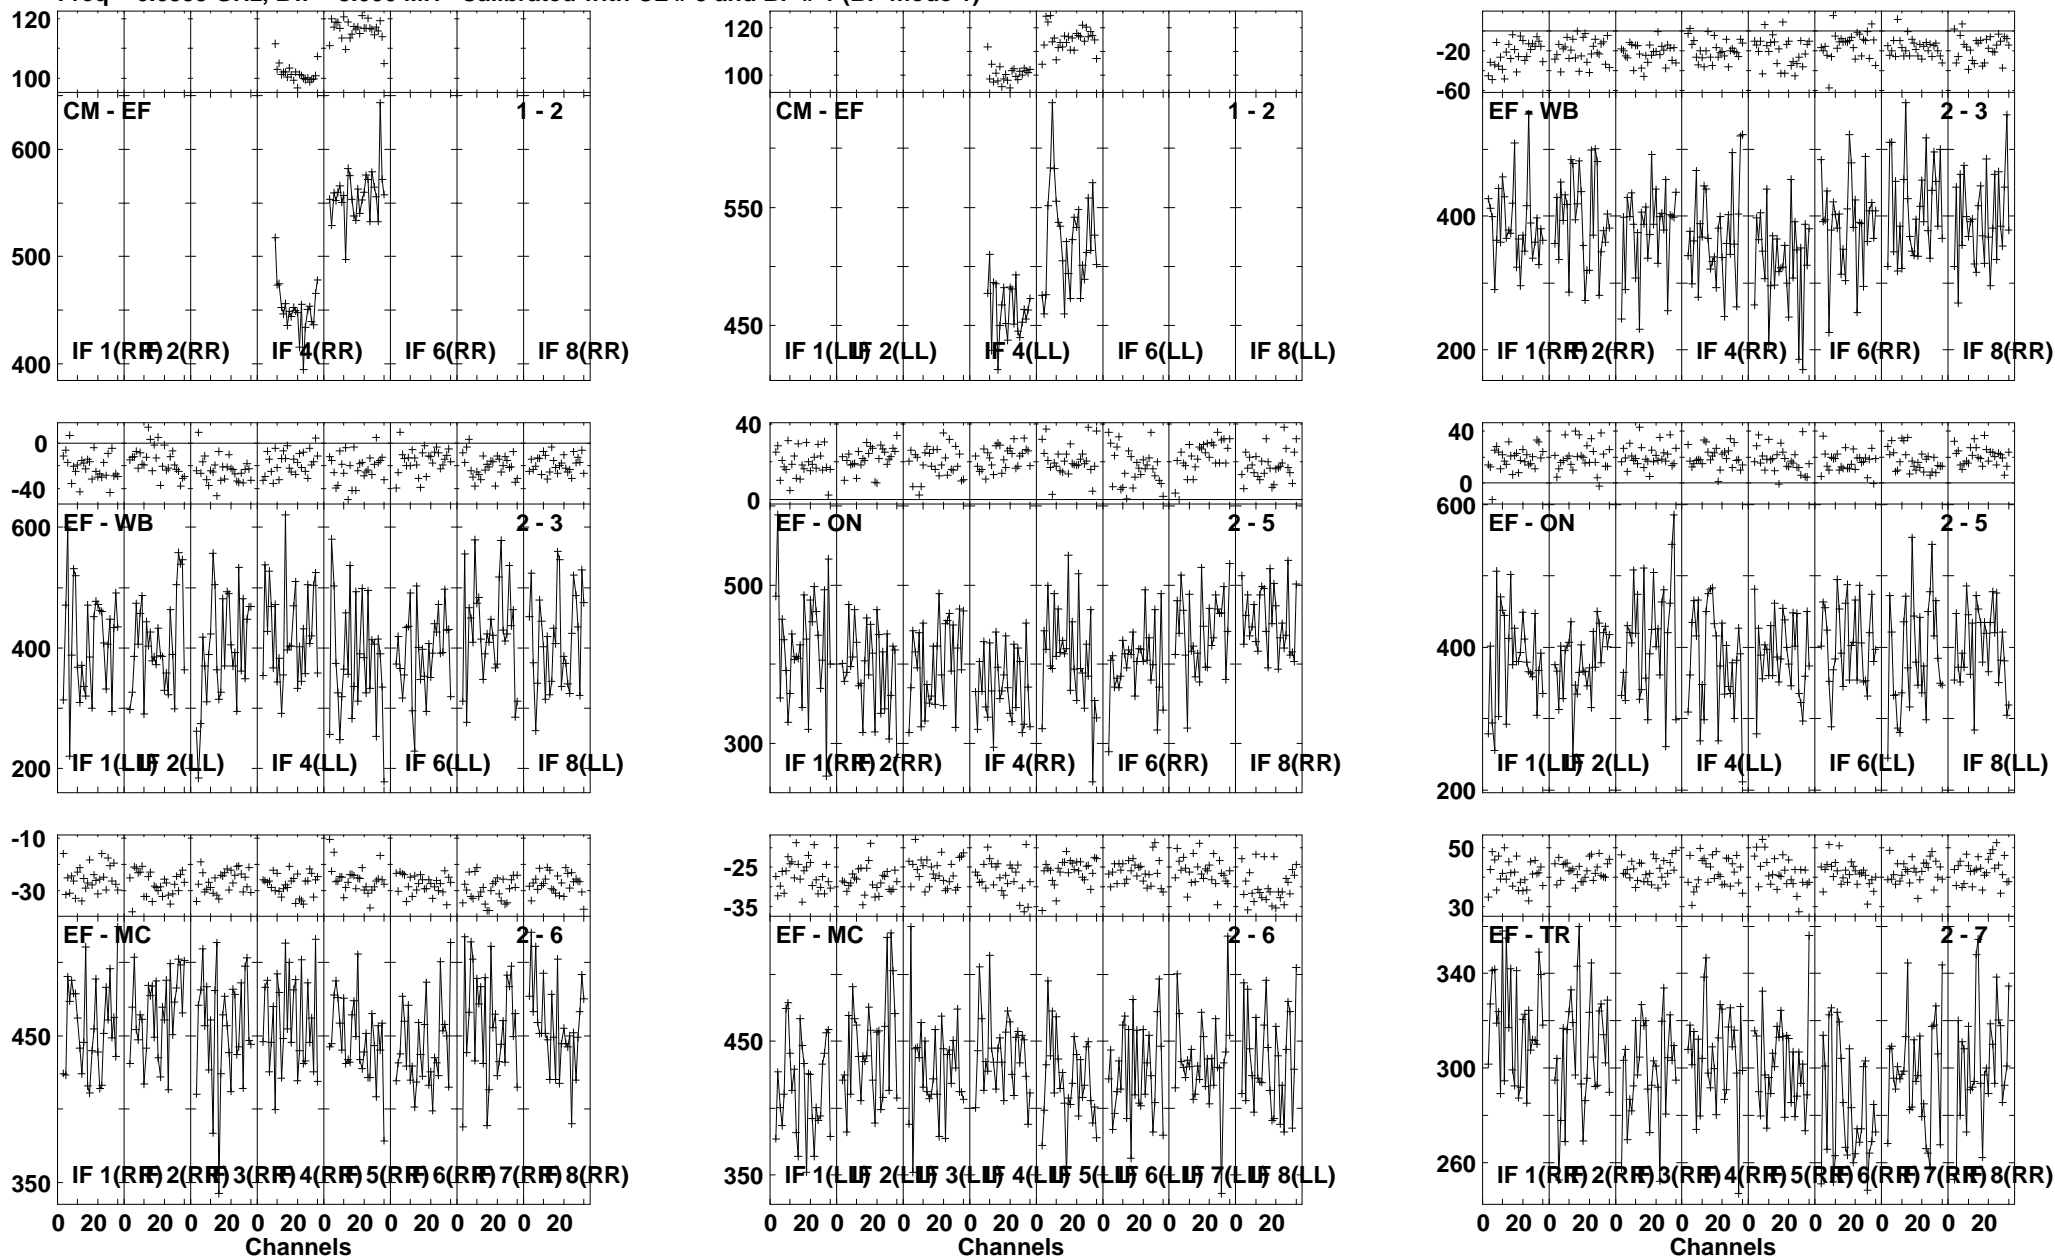 120
100
CM - EF 1 - 2
600
500
400
IF 1(RR) IF 2(RR) IF 4(RR) IF 6(RR) IF 8(RR)
120
100
CM - EF 1 - 2
550
450
IF 1(LL) IF 2(LL) IF 4(LL) IF 6(LL) IF 8(LL)
-20
-60
EF - WB 2 - 3
400
200
IF 1(RR) IF 2(RR) IF 4(RR) IF 6(RR) IF 8(RR)
0
-40
EF - WB 2 - 3
600
400
200
IF 1(LL) IF 2(LL) IF 4(LL) IF 6(LL) IF 8(LL)
40
0
EF - ON 2 - 5
500
300
IF 1(RR) IF 2(RR) IF 4(RR) IF 6(RR) IF 8(RR)
40
0
600
EF - ON 2 - 5
400
200
IF 1(LL) IF 2(LL) IF 4(LL) IF 6(LL) IF 8(LL)
-10
-30
EF - MC 2 - 6
450
350
IF 1(RR) IF 2(RR) IF 3(RR) IF 4(RR) IF 5(RR) IF 6(RR) IF 7(RR) IF 8(RR)
0 20 0 20 0 20 0 20 0 20 0 20 0 20 0 20
Channels
-25
-35
EF - MC 2 - 6
450
350
IF 1(LL) IF 2(LL) IF 3(LL) IF 4(LL) IF 5(LL) IF 6(LL) IF 7(LL) IF 8(LL)
0 20 0 20 0 20 0 20 0 20 0 20 0 20 0 20
Channels
50
30
EF - TR 2 - 7
340
300
260
IF 1(RR) IF 2(RR) IF 3(RR) IF 4(RR) IF 5(RR) IF 6(RR) IF 7(RR) IF 8(RR)
0 20 0 20 0 20 0 20 0 20 0 20 0 20 0 20
Channels